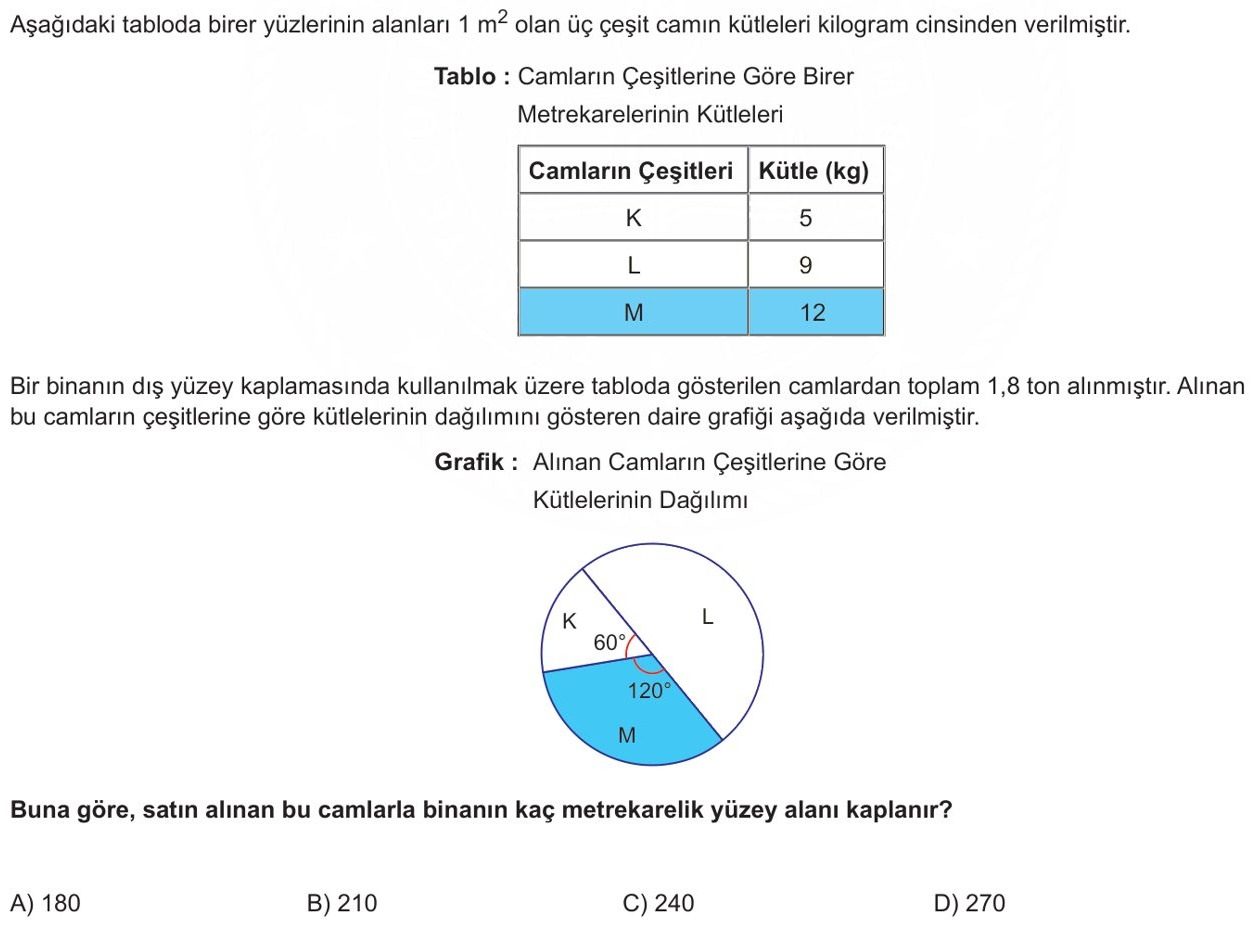 Aşağıdaki tabloda birer yüzlerinin alanları 1 m² olan üç çeşit camın kütleleri kilogram cinsinden verilmiştir.
Tablo : Camların Çeşitlerine Göre Birer
Metrekarelerinin Kütleleri
Camların Çeşitleri Kütle (kg)
K 5
L 9
M 12
Bir binanın dış yüzey kaplamasında kullanılmak üzere tabloda gösterilen camlardan toplam 1,8 ton alınmıştır. Alınan
bu camların çeşitlerine göre kütlelerinin dağılımını gösteren daire grafiği aşağıda verilmiştir.
Grafik : Alınan Camların Çeşitlerine Göre
Kütlelerinin Dağılımı
K
L
60°
120°
M
Buna göre, satın alınan bu camlarla binanın kaç metrekarelik yüzey alanı kaplanır?
A) 180 B) 210 C) 240 D) 270